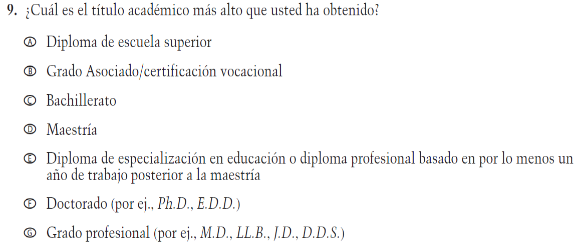 9. ¿Cuál es el título académico más alto que usted ha obtenido?
Ⓐ Diploma de escuela superior
Ⓑ Grado Asociado/certificación vocacional
Ⓒ Bachillerato
Ⓓ Maestría
Ⓔ Diploma de especialización en educación o diploma profesional basado en por lo menos un
año de trabajo posterior a la maestría
Ⓕ Doctorado (por ej., Ph.D., E.D.D.)
Ⓖ Grado profesional (por ej., M.D., LL.B., J.D., D.D.S.)